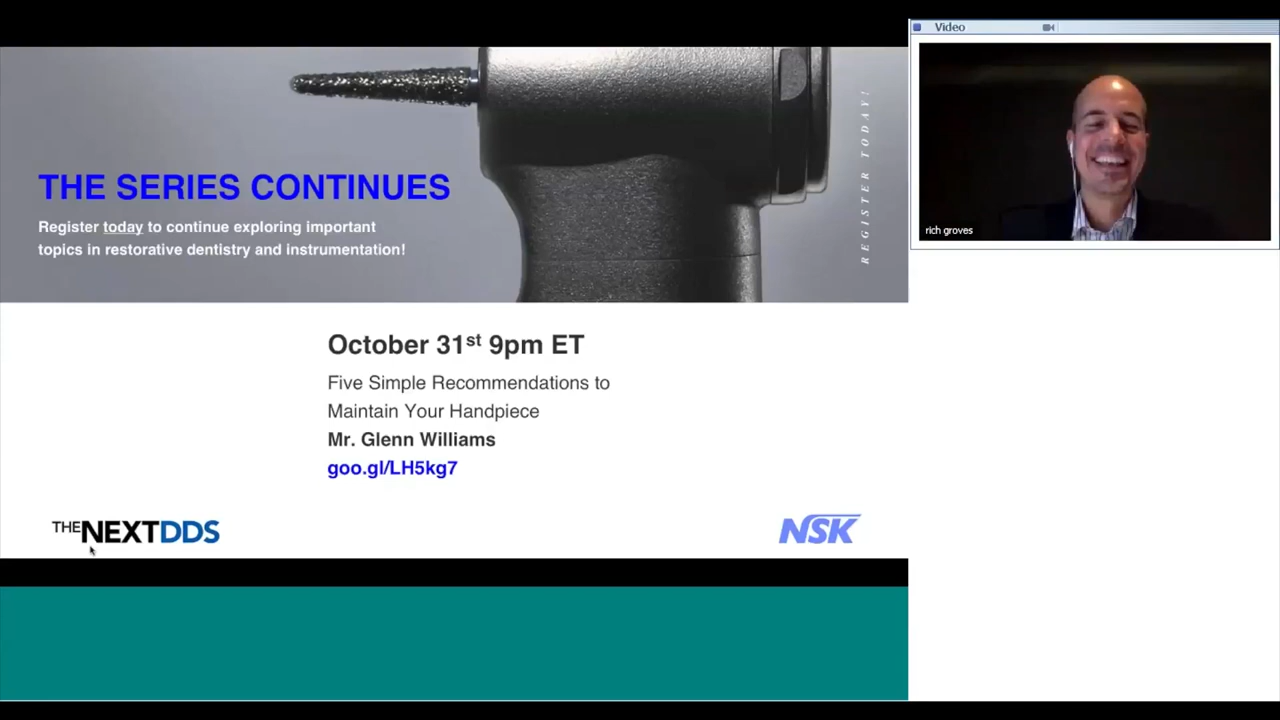 Video
THE SERIES CONTINUES
Register today to continue exploring important
topics in restorative dentistry and instrumentation!
REGISTER TODAY!
rich groves
October 31st 9pm ET
Five Simple Recommendations to
Maintain Your Handpiece
Mr. Glenn Williams
goo.gl/LH5kg7
THENEXTDDS
NSK